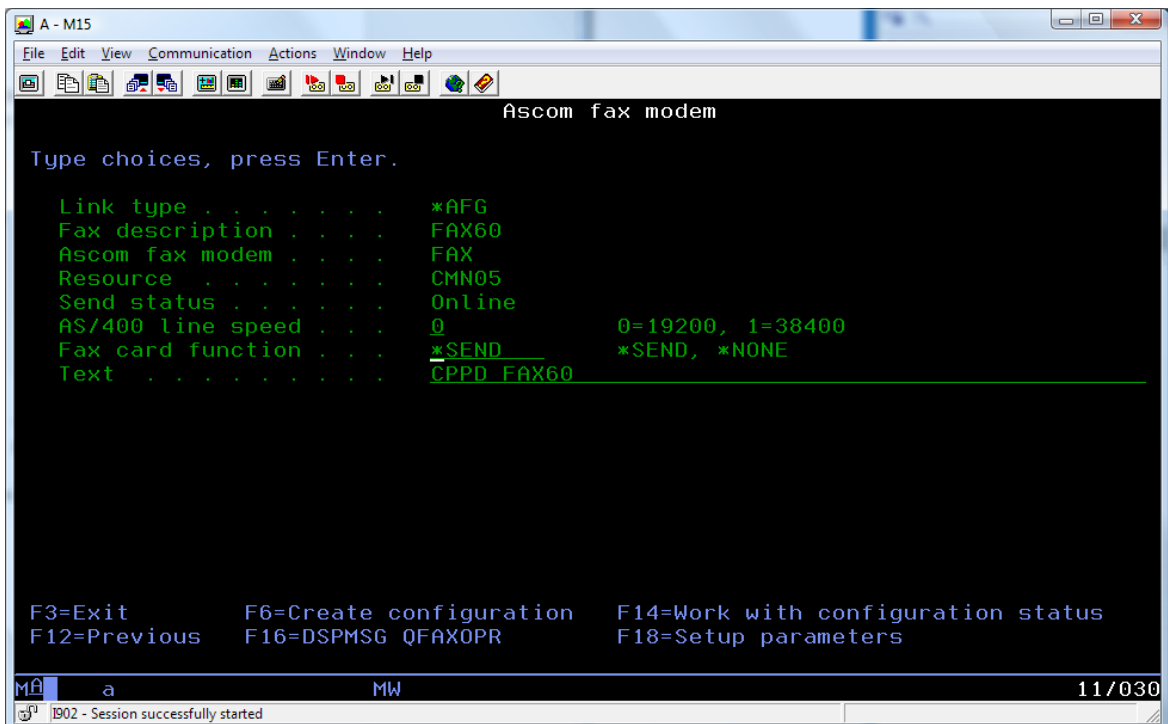 A - M15
File Edit View Communication Actions Window Help
Ascom fax modem
Type choices, press Enter.
Link type . . . . . . . *AFG
Fax description . . . . FAX60
Ascom fax modem . . . . FAX
Resource . . . . . . . CMN05
Send status . . . . . . Online
AS/400 line speed . . . 0 0=19200, 1=38400
Fax card function . . . *SEND *SEND, *NONE
Text . . . . . . . . . CPPD FAX60
F3=Exit F6=Create configuration F14=Work with configuration status
F12=Previous F16=DSPMSG QFAXOPR F18=Setup parameters
MA a MW 11/030
I902 - Session successfully started